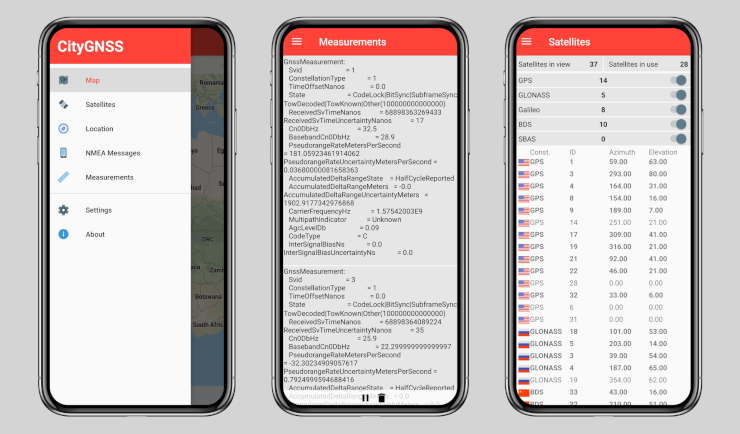 CityGNSS
Map
Satellites
Location
NMEA Messages
Measurements
Settings
About
Romania
Greece
DRC
Zamb
Botswana
South Afric
Measurements
GnssMeasurement:
Svid = 1
ConstellationType = 1
TimeOffsetNanos = 0.0
State = CodeLock|BitSync|SubframeSync
TowDecoded|TowKnown|Other(100000000000000)
ReceivedSvTimeNanos = 68898363269433
ReceivedSvTimeUncertaintyNanos = 17
Cn0DbHz = 32.5
BasebandCn0DbHz = 28.9
PseudorangeRateMetersPerSecond
= 181.05923461914062
PseudorangeRateUncertaintyMetersPerSecond =
0.03680000081658363
AccumulatedDeltaRangeState = HalfCycleReported
AccumulatedDeltaRangeMeters = -0.0
AccumulatedDeltaRangeUncertaintyMeters =
1902.9177342976868
CarrierFrequencyHz = 1.57542003E9
MultipathIndicator = Unknown
AgcLevelDb = 0.09
CodeType = C
InterSignalBiasNs = 0.0
InterSignalBiasUncertaintyNs = 0.0
GnssMeasurement:
Svid = 3
ConstellationType = 1
TimeOffsetNanos = 0.0
State = CodeLock|BitSync|SubframeSync
TowDecoded|TowKnown|Other(100000000000000)
ReceivedSvTimeNanos = 68898364089224
ReceivedSvTimeUncertaintyNanos = 35
Cn0DbHz = 25.9
BasebandCn0DbHz = 22.299999999999997
PseudorangeRateMetersPerSecond
= -32.30234909057617
PseudorangeRateUncertaintyMetersPerSecond =
0.7924999594688416
AccumulatedDeltaRangeState = HalfCycleReported
Satellites
Satellites in view 37 Satellites in use 28
GPS 14
GLONASS 5
Galileo 8
BDS 10
SBAS 0
Const. ID Azimuth Elevation
GPS 1 59.00 63.00
GPS 3 293.00 80.00
GPS 4 164.00 31.00
GPS 8 154.00 16.00
GPS 9 189.00 7.00
GPS 14 251.00 21.00
GPS 17 309.00 41.00
GPS 19 316.00 21.00
GPS 21 92.00 41.00
GPS 22 46.00 21.00
GPS 28 0.00 0.00
GPS 32 33.00 6.00
GPS 6 0.00 0.00
GPS 31 0.00 0.00
GLONASS 18 101.00 53.00
GLONASS 5 203.00 14.00
GLONASS 3 39.00 54.00
GLONASS 4 187.00 65.00
GLONASS 19 354.00 62.00
BDS 33 43.00 16.00
BDS 32 210.00 51.00